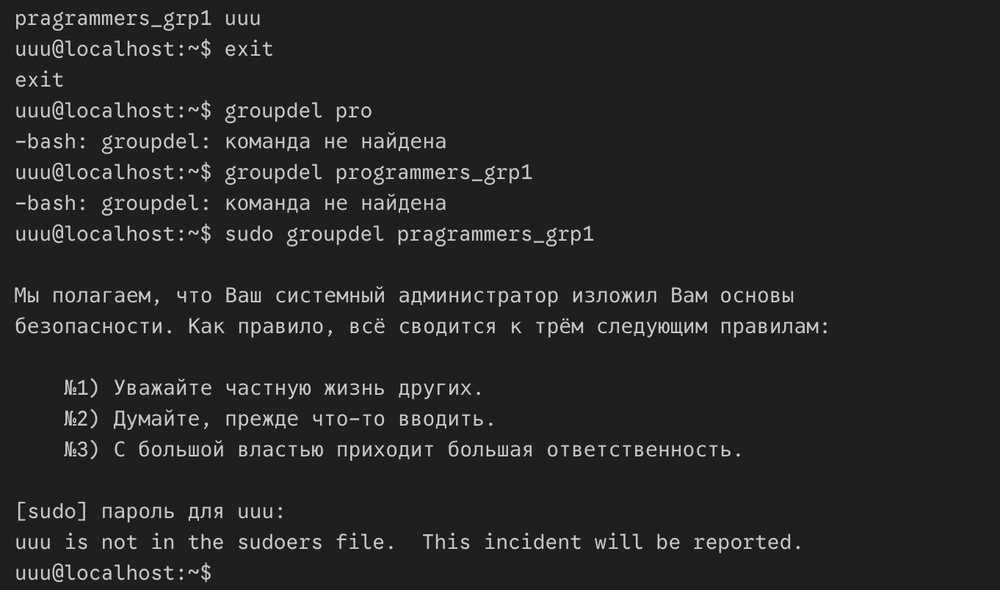 pragrammers_grp1 uuu
uuu@localhost:~$ exit
exit
uuu@localhost:~$ groupdel pro
-bash: groupdel: команда не найдена
uuu@localhost:~$ groupdel programmers_grp1
-bash: groupdel: команда не найдена
uuu@localhost:~$ sudo groupdel pragrammers_grp1
Мы полагаем, что Ваш системный администратор изложил Вам основы
безопасности. Как правило, всё сводится к трём следующим правилам:
№1) Уважайте частную жизнь других.
№2) Думайте, прежде что-то вводить.
№3) С большой властью приходит большая ответственность.
[sudo] пароль для uuu:
uuu is not in the sudoers file.  This incident will be reported.
uuu@localhost:~$